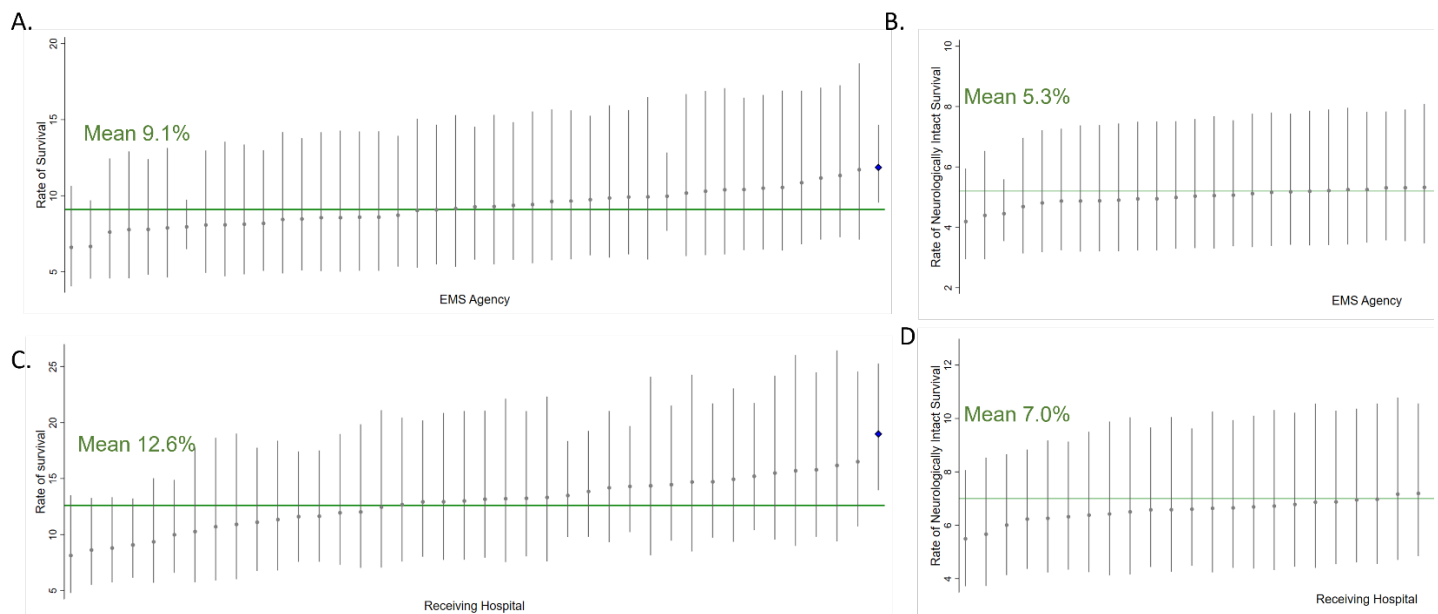 A.
Rate of Survival
5
10
15
20
Mean 9.1%
EMS Agency
B.
Rate of Neurologically Intact Survival
2
4
6
8
10
Mean 5.3%
EMS Agency
C.
Rate of survival
5
10
15
20
25
Mean 12.6%
Receiving Hospital
D
Rate of Neurologically Intact Survival
4
6
8
10
12
Mean 7.0%
Receiving Hospital